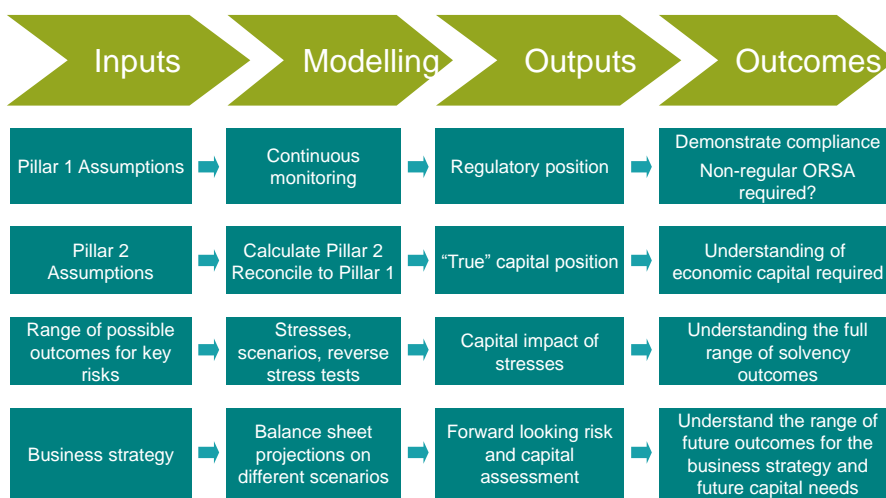 Inputs
Modelling
Outputs
Outcomes
Pillar 1 Assumptions
Continuous
monitoring
Regulatory position
Demonstrate compliance
Non-regular ORSA
required?
Pillar 2
Assumptions
Calculate Pillar 2
Reconcile to Pillar 1
“True” capital position
Understanding of
economic capital required
Range of possible
outcomes for key
risks
Stresses,
scenarios, reverse
stress tests
Capital impact of
stresses
Understanding the full
range of solvency
outcomes
Business strategy
Balance sheet
projections on
different scenarios
Forward looking risk
and capital
assessment
Understand the range of
future outcomes for the
business strategy and
future capital needs